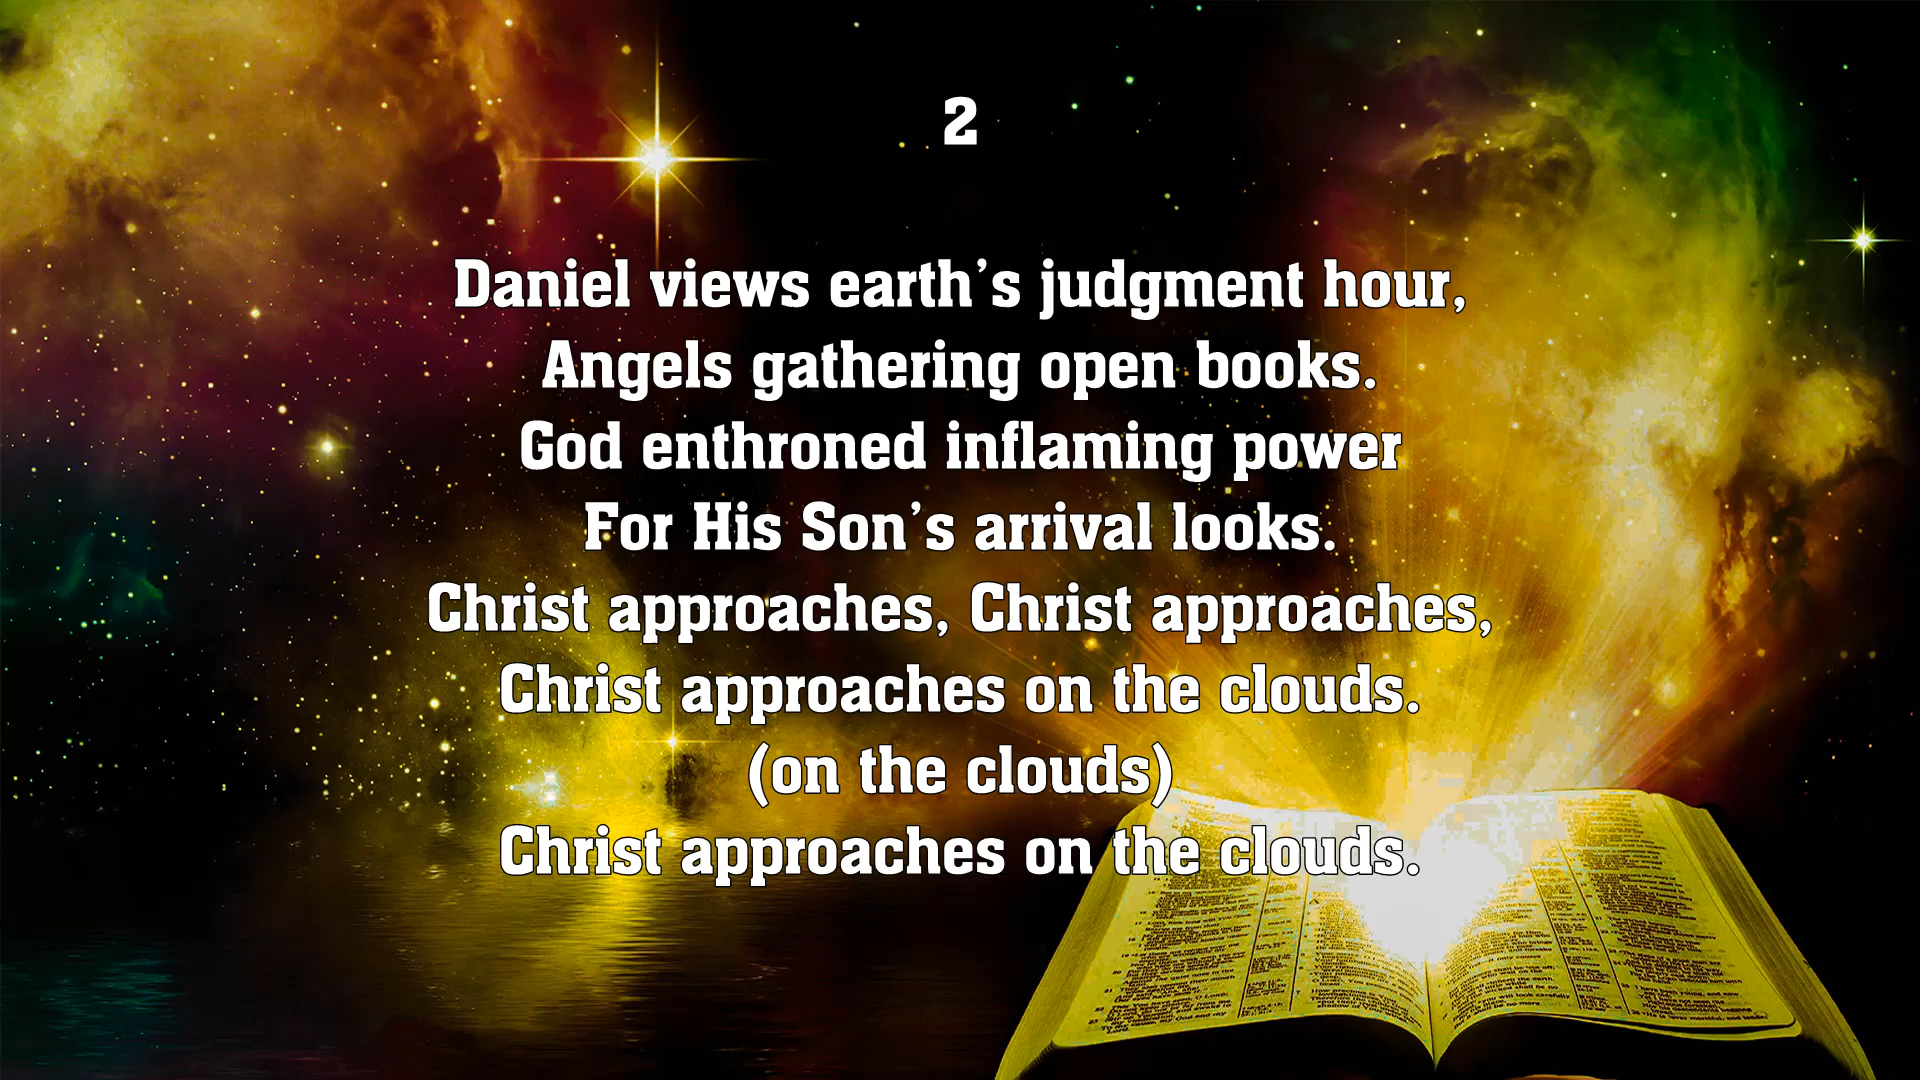 2
Daniel views earth’s judgment hour,
Angels gathering open books.
God enthroned inflaming power
For His Son’s arrival looks.
Christ approaches, Christ approaches,
Christ approaches on the clouds.
(on the clouds)
Christ approaches on the clouds.